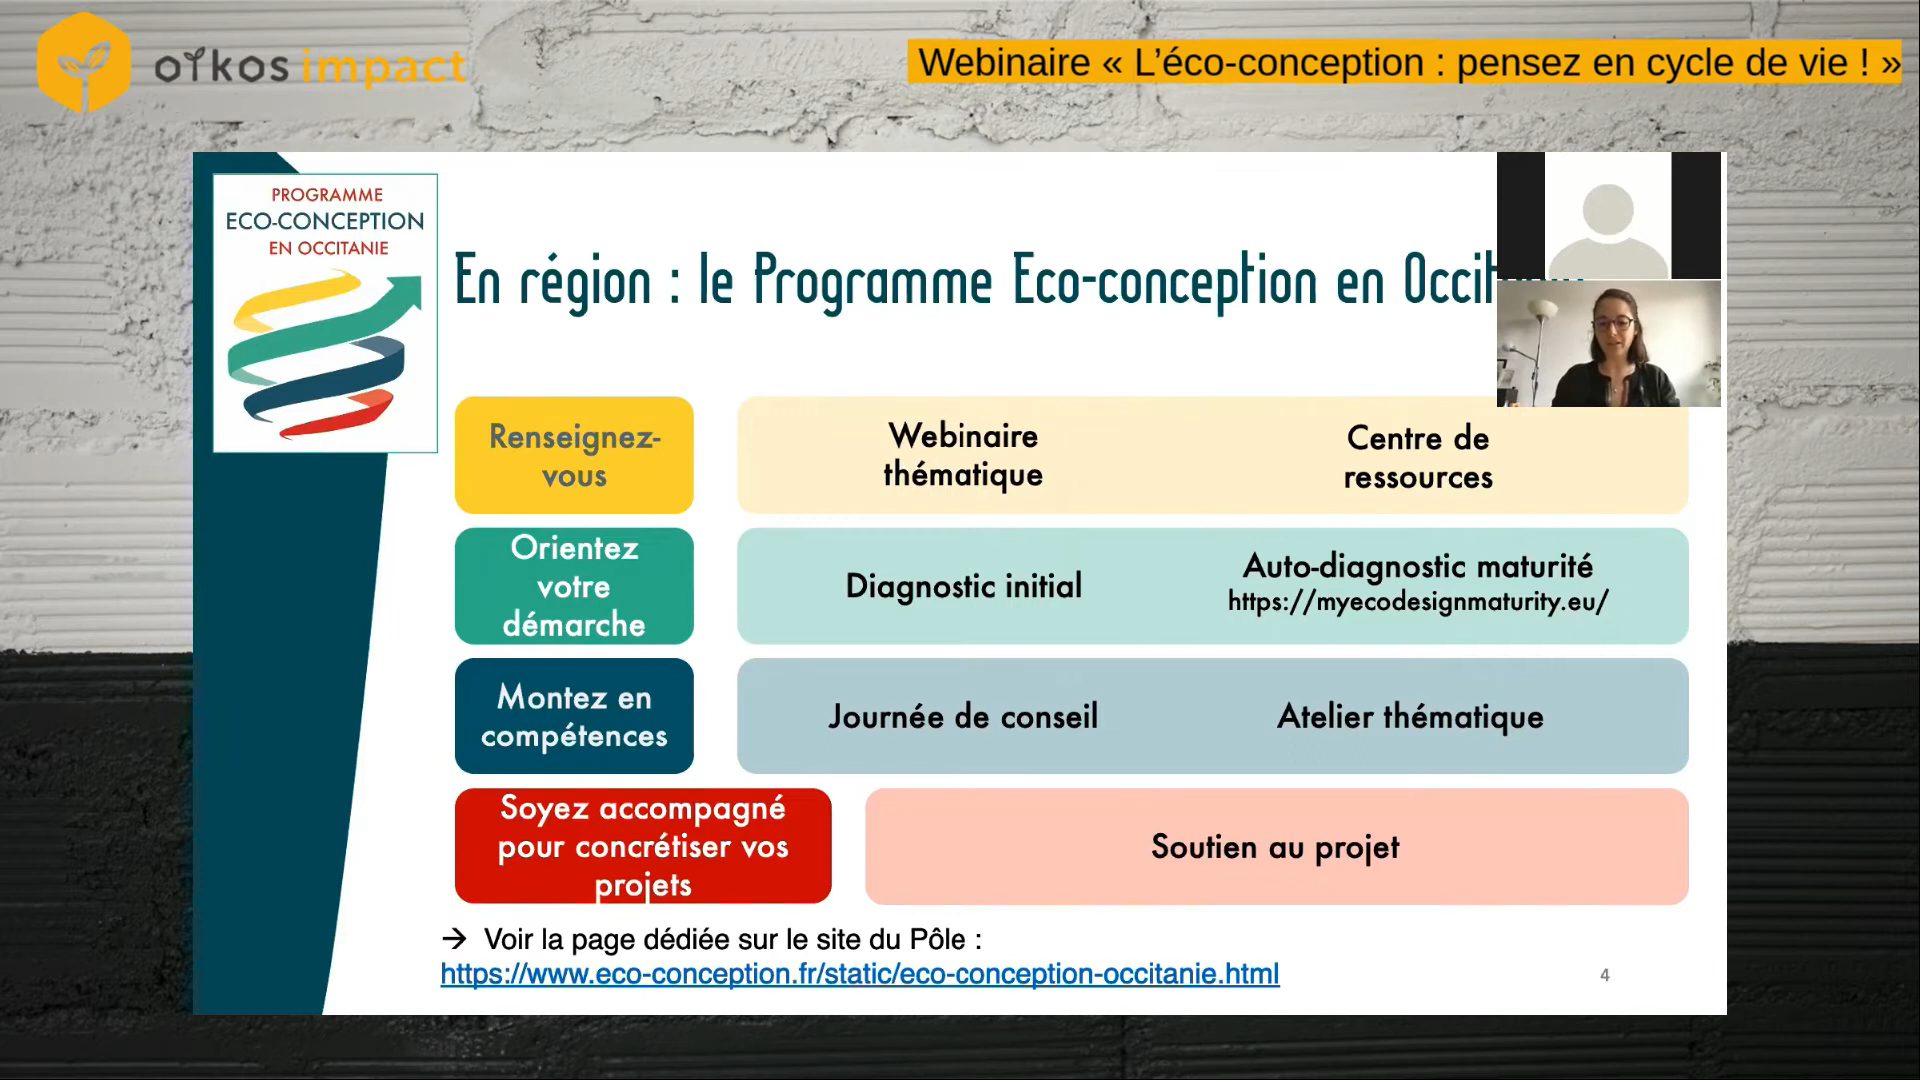 oikos impact
Webinaire « L'éco-conception : pensez en cycle de vie ! »
PROGRAMME
ECO-CONCEPTION
EN OCCITANIE
En région : le Programme Eco-conception en
Renseignez-
vous
Webinaire
thématique
Centre de
ressources
Orientez
votre
démarche
Diagnostic initial
Auto-diagnostic maturité
https://myecodesignmaturity.eu/
Montez en
compétences
Journée de conseil
Atelier thématique
Soyez accompagné
pour concrétiser vos
projets
Soutien au projet
→ Voir la page dédiée sur le site du Pôle :
https://www.eco-conception.fr/static/eco-conception-occitanie.html
4